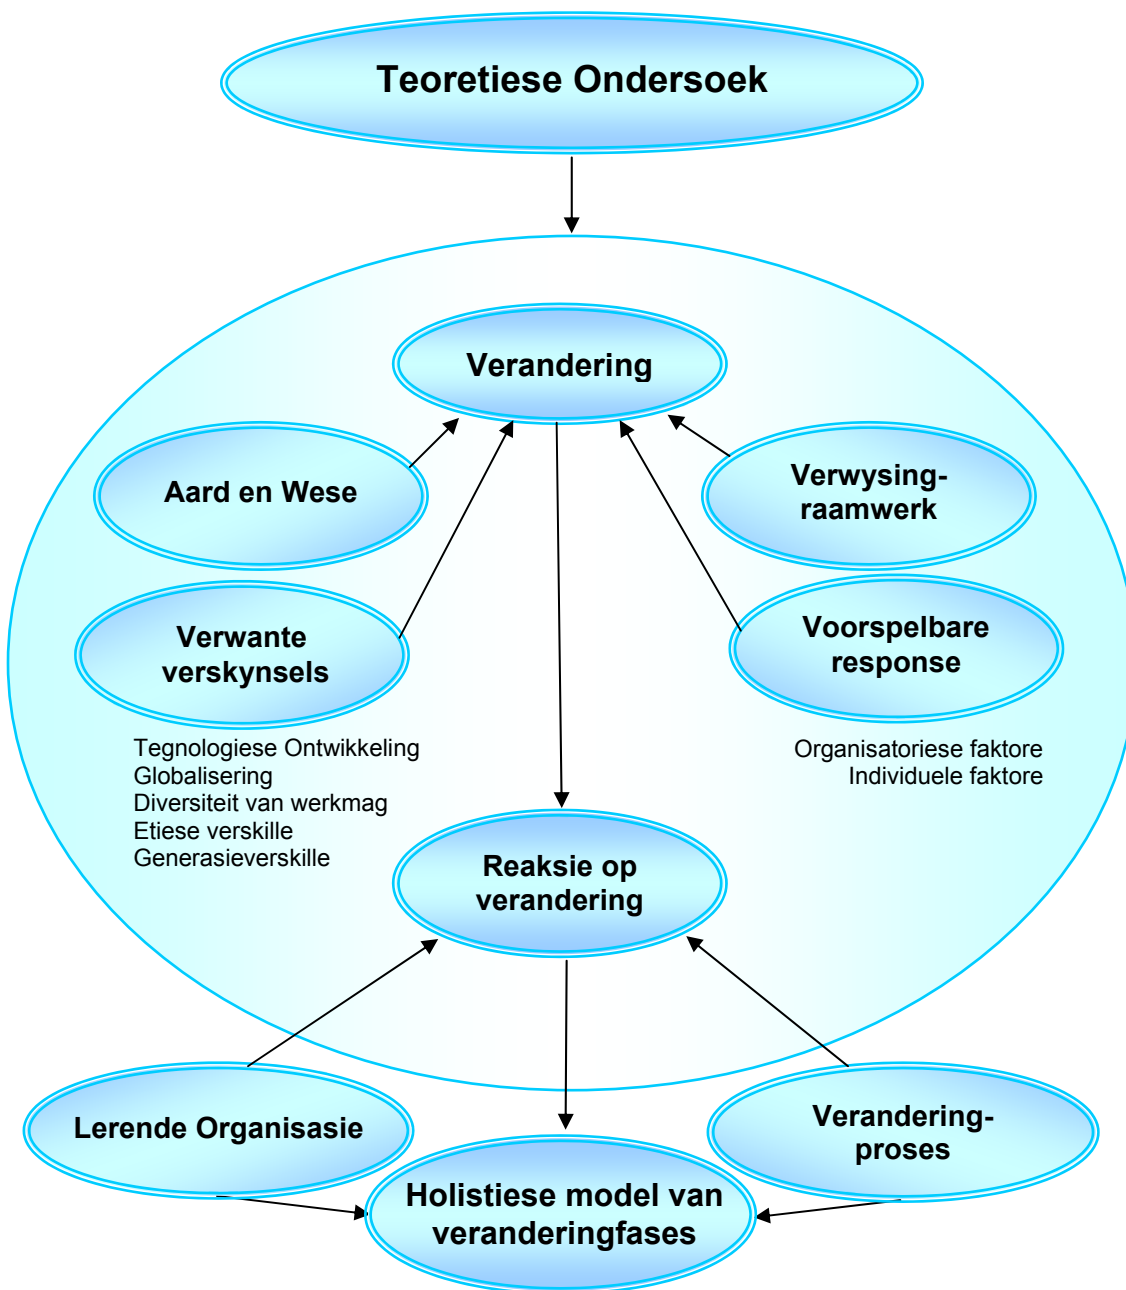 Teoretiese Ondersoek
Verandering
Aard en Wese
Verwysing-
raamwerk
Verwante
verskynsels
Voorspelbare
response
Tegnologiese Ontwikkeling
Globalisering
Diversiteit van werkmag
Etiese verskille
Generasieverskille
Organisatoriese faktore
Individuele faktore
Reaksie op
verandering
Lerende Organisasie
Verandering-
proses
Holistiese model van
veranderingfases